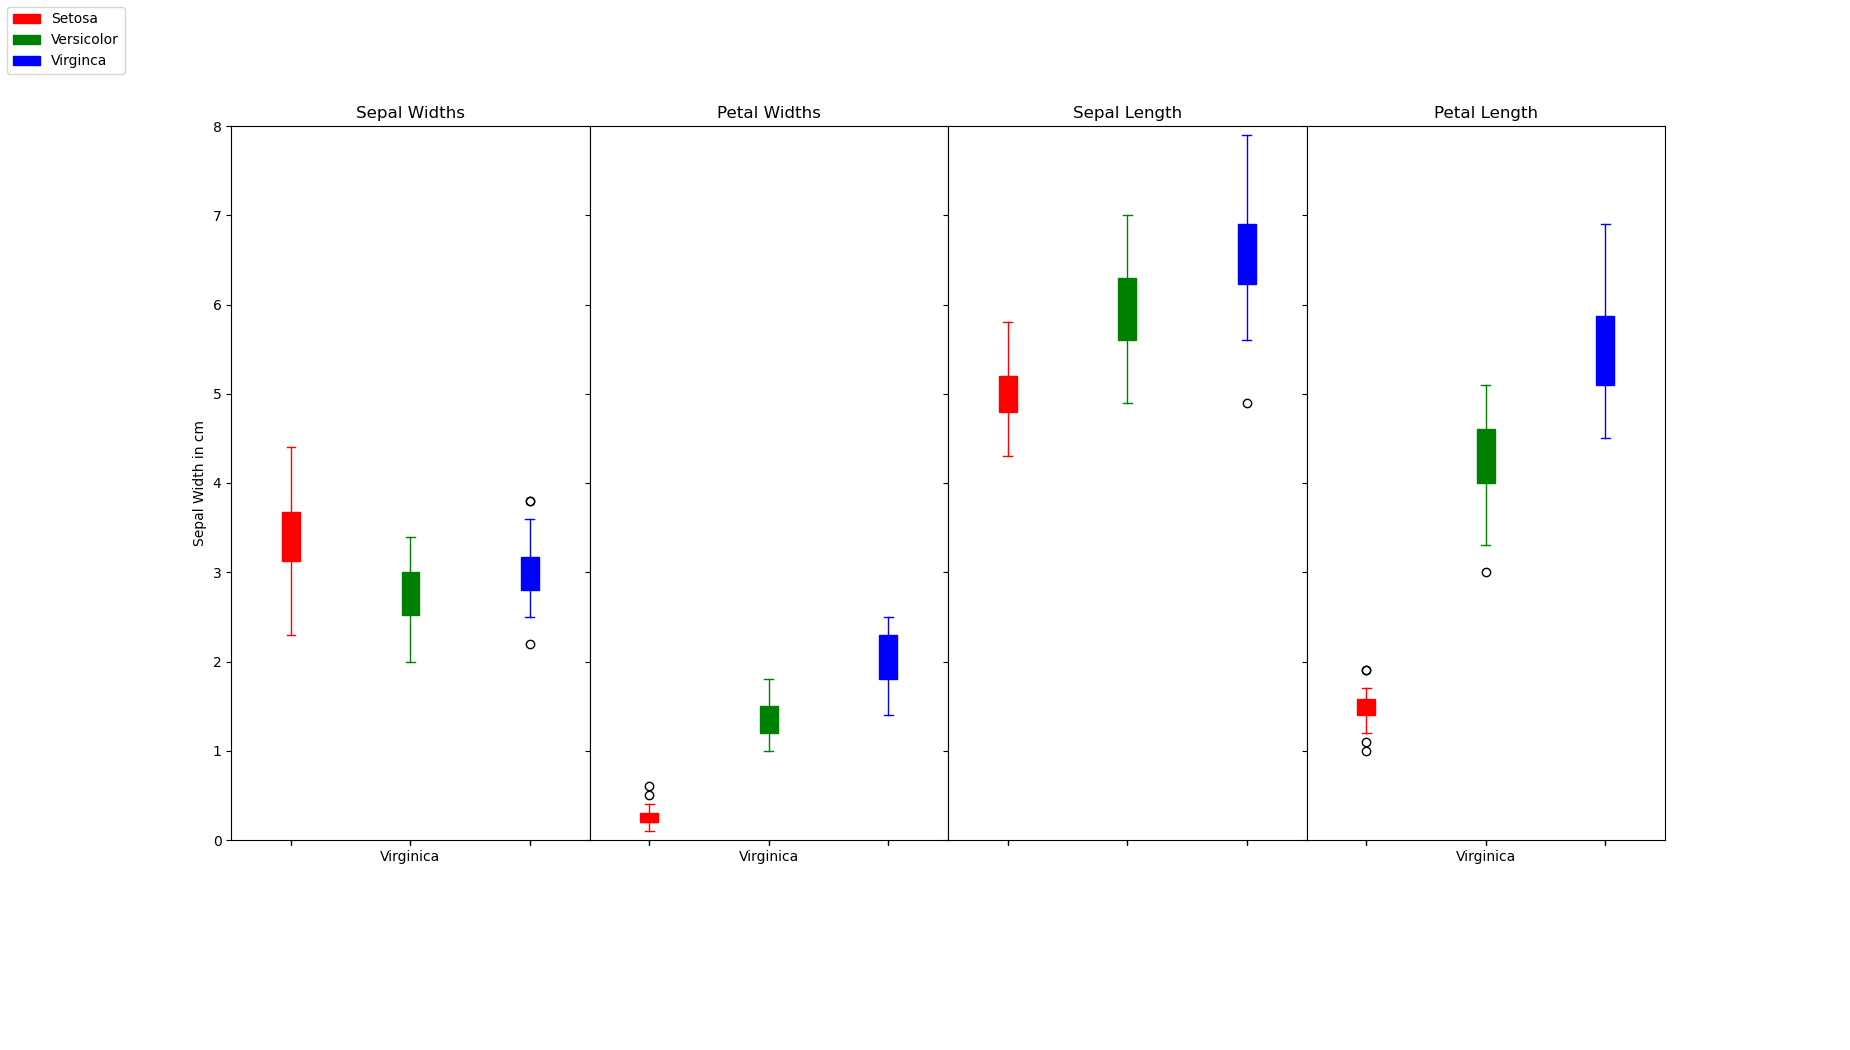 Setosa
Versicolor
Virginca
Sepal Widths
Petal Widths
Sepal Length
Petal Length
8
7
6
5
4
3
2
1
0
Sepal Width in cm
Virginica
Virginica
Virginica